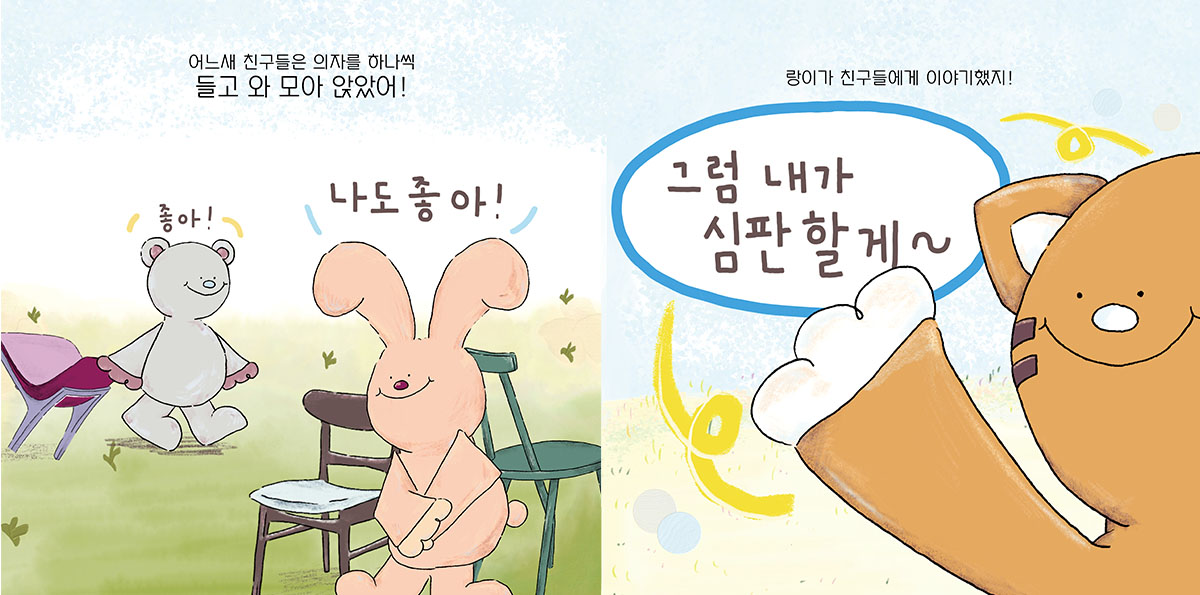 어느새 친구들은 의자를 하나씩
들고 와 모아 앉았어!
좋아!
나도 좋아!
랑이가 친구들에게 이야기했지!
그럼 내가
심판 할게~